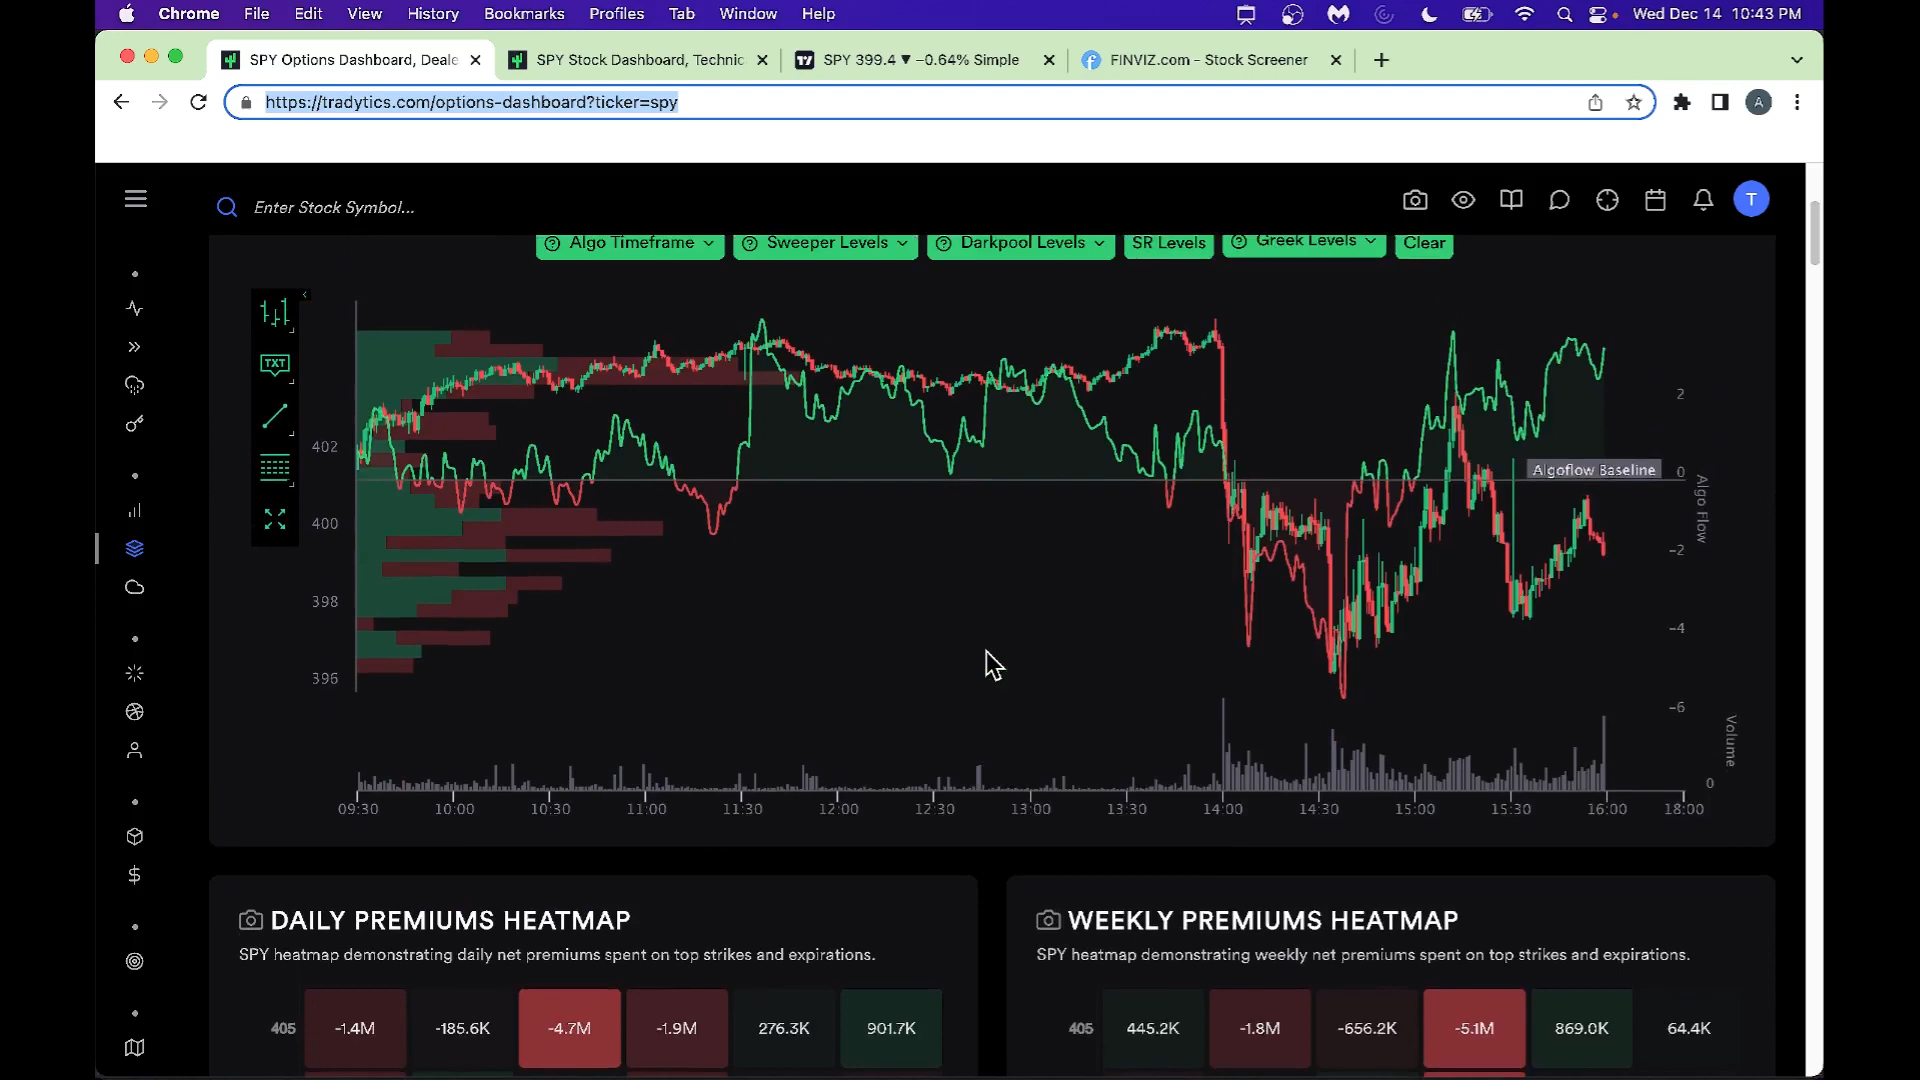 Chrome File Edit View History Bookmarks Profiles Tab Window Help Wed Dec 14 10:43 PM
SPY Options Dashboard, Deale SPY Stock Dashboard, Technic SPY 399.4 ▼ −0.64% Simple FINVIZ.com - Stock Screener
https://tradytics.com/options-dashboard?ticker=spy A
Enter Stock Symbol... T
Algo Timeframe Sweeper Levels Darkpool Levels SR Levels Greek Levels Clear
TXT
402
400
398
396
2
0
-2
-4
-6
0
Algoflow Baseline
Algo Flow
Volume
09:30 10:00 10:30 11:00 11:30 12:00 12:30 13:00 13:30 14:00 14:30 15:00 15:30 16:00 18:00
DAILY PREMIUMS HEATMAP
SPY heatmap demonstrating daily net premiums spent on top strikes and expirations.
405 -1.4M -185.6K -4.7M -1.9M 276.3K 901.7K
WEEKLY PREMIUMS HEATMAP
SPY heatmap demonstrating weekly net premiums spent on top strikes and expirations.
405 445.2K -1.8M -656.2K -5.1M 869.0K 64.4K